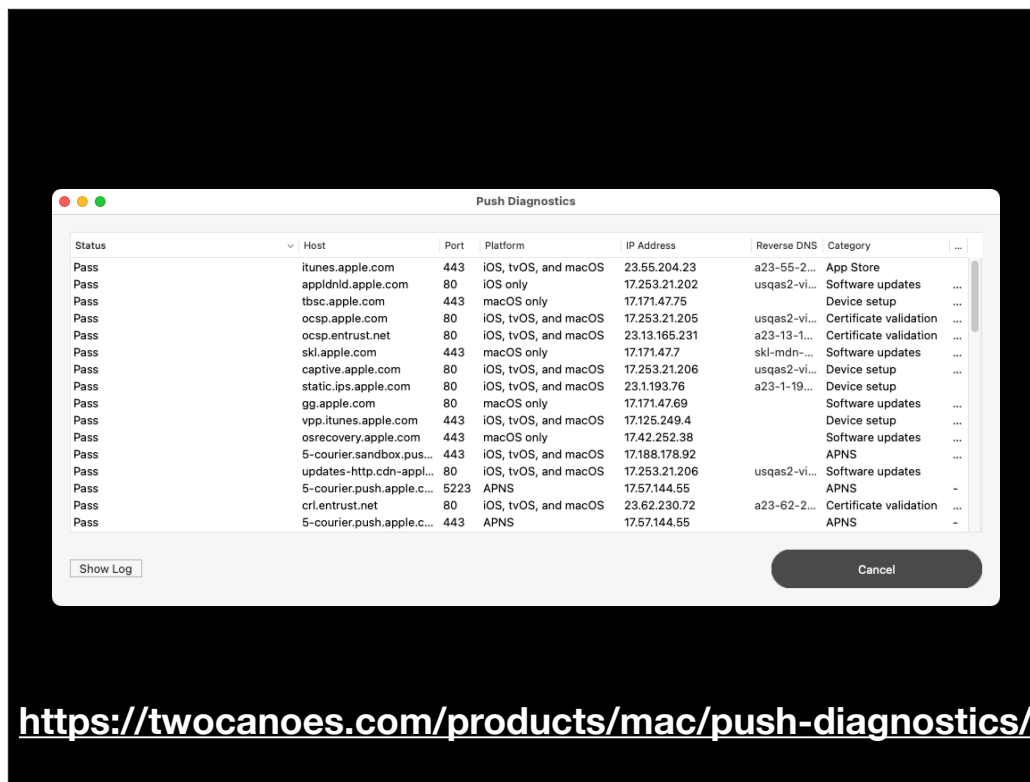 Push Diagnostics
Status Host Port Platform IP Address Reverse DNS Category ...
Pass itunes.apple.com 443 iOS, tvOS, and macOS 23.55.204.23 a23-55-2... App Store
Pass appldnld.apple.com 80 iOS only 17.253.21.202 usqas2-vi... Software updates ...
Pass tbsc.apple.com 443 macOS only 17.171.47.75 Device setup ...
Pass ocsp.apple.com 80 iOS, tvOS, and macOS 17.253.21.205 usqas2-vi... Certificate validation ...
Pass ocsp.entrust.net 80 iOS, tvOS, and macOS 23.13.165.231 a23-13-1... Certificate validation ...
Pass skl.apple.com 443 macOS only 17.171.47.7 skl-mdn-... Software updates ...
Pass captive.apple.com 80 iOS, tvOS, and macOS 17.253.21.206 usqas2-vi... Device setup ...
Pass static.ips.apple.com 80 iOS, tvOS, and macOS 23.1.193.76 a23-1-19... Device setup
Pass gg.apple.com 80 macOS only 17.171.47.69 Software updates ...
Pass vpp.itunes.apple.com 443 iOS, tvOS, and macOS 17.125.249.4 Device setup ...
Pass osrecovery.apple.com 443 macOS only 17.42.252.38 Software updates ...
Pass 5-courier.sandbox.pus... 443 iOS, tvOS, and macOS 17.188.178.92 APNS ...
Pass updates-http.cdn-appl... 80 iOS, tvOS, and macOS 17.253.21.206 usqas2-vi... Software updates
Pass 5-courier.push.apple.c... 5223 APNS 17.57.144.55 APNS -
Pass crl.entrust.net 80 iOS, tvOS, and macOS 23.62.230.72 a23-62-2... Certificate validation ...
Pass 5-courier.push.apple.c... 443 APNS 17.57.144.55 APNS -
Show Log Cancel
https://twocanoes.com/products/mac/push-diagnostics/